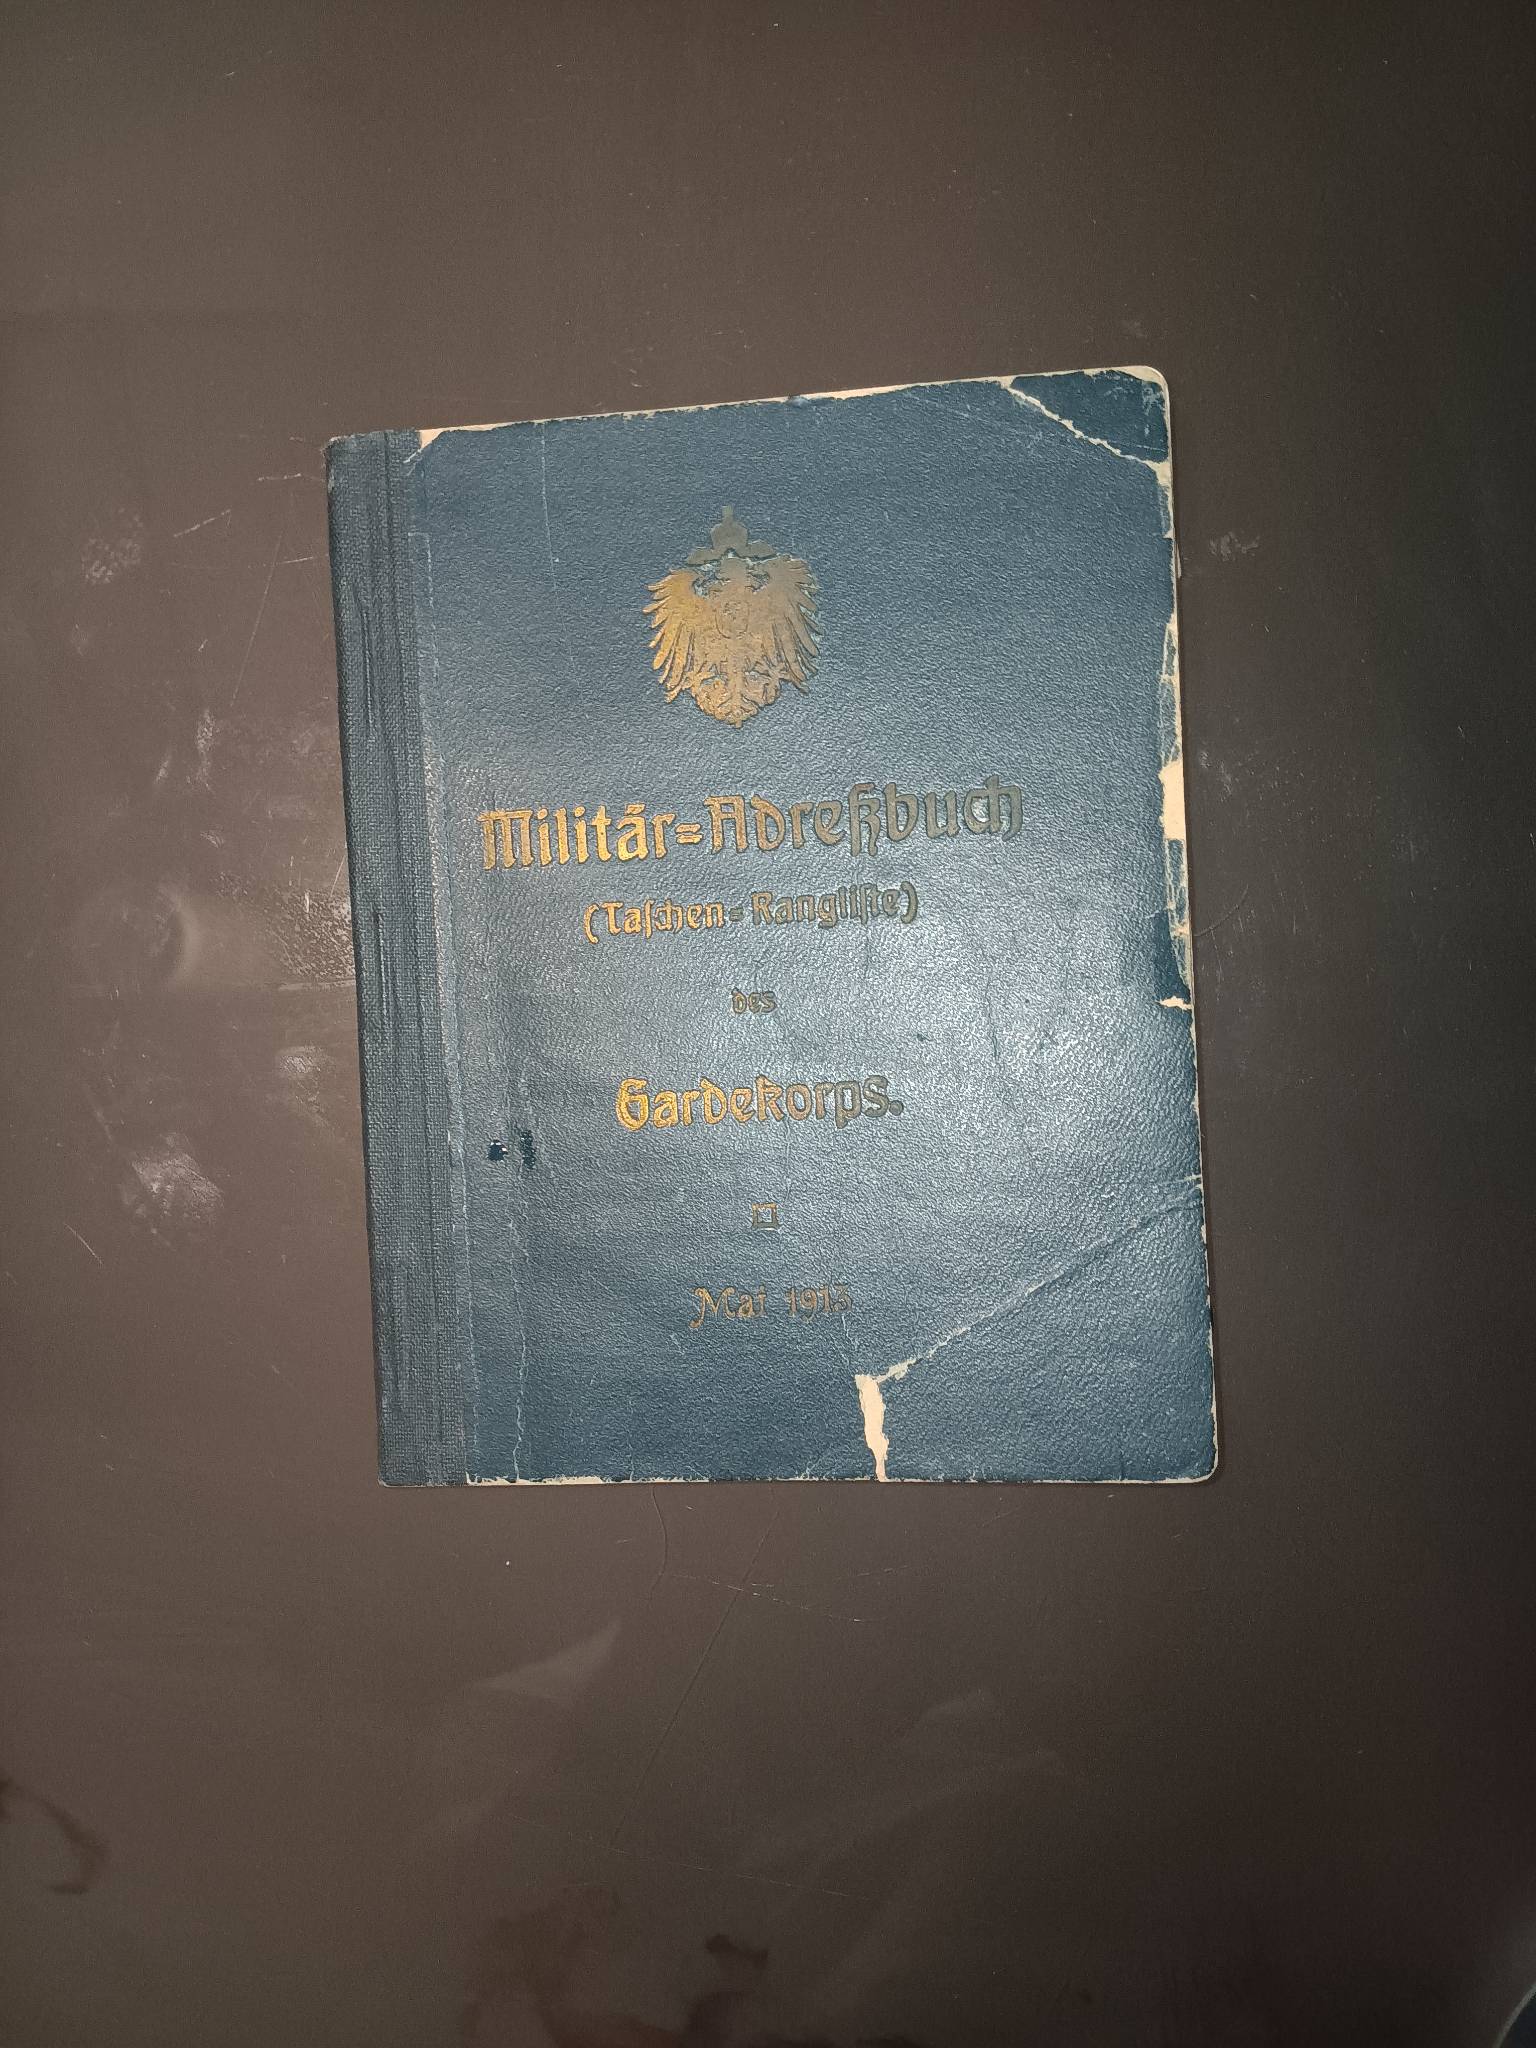 Militär=Adreßbuch
(Taschen=Rangliste)
des
Gardekorps.
Mai 1913